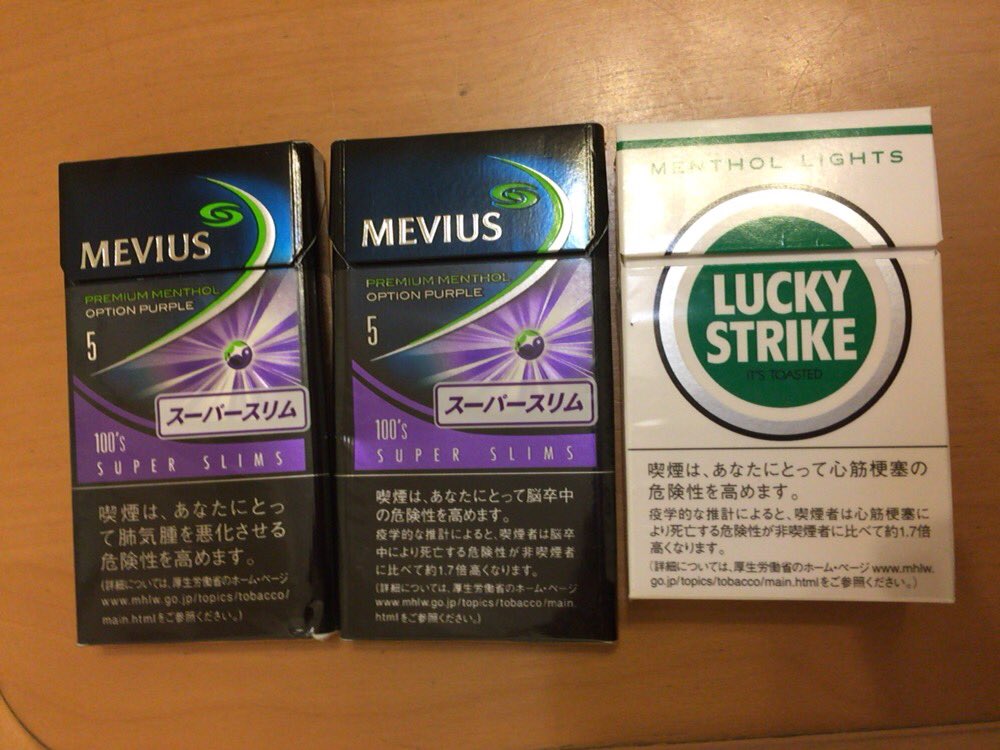 MEVIUS
PREMIUM MENTHOL
OPTION PURPLE
5
スーパースリム
100's
SUPER SLIMS
喫煙は、あなたにとっ
て肺気腫を悪化させる
危険性を高めます。
(詳細については、厚生労働省のホーム・ページ
www.mhlw.go.jp/topics/tobacco/
main.htmlをご参照ください。)
MEVIUS
PREMIUM MENTHOL
OPTION PURPLE
5
スーパースリム
100's
SUPER SLIMS
喫煙は、あなたにとって脳卒中
の危険性を高めます。
疫学的な推計によると、喫煙者は脳卒
中により死亡する危険性が非喫煙者
に比べて約1.7倍高くなります。
(詳細については、厚生労働省のホーム・ページ
www.mhlw.go.jp/topics/tobacco/main.
htmlをご参照ください。)
MENTHOL LIGHTS
LUCKY
STRIKE
IT'S TOASTED
喫煙は、あなたにとって心筋梗塞の
危険性を高めます。
疫学的な推計によると、喫煙者は心筋梗塞に
より死亡する危険性が非喫煙者に比べて約1.7倍
高くなります。
(詳細については、厚生労働省のホーム・ページ www.mhlw.
go.jp/topics/tobacco/main.htmlをご参照ください。)